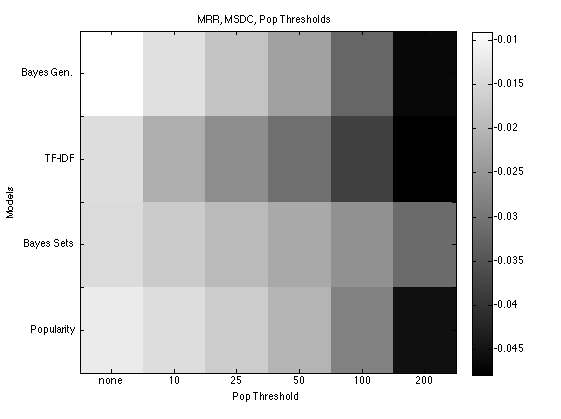 MRR, MSDC, Pop Thresholds
Bayes Gen.
TF-IDF
Bayes Sets
Popularity
Models
none 10 25 50 100 200
Pop Threshold
-0.01
-0.015
-0.02
-0.025
-0.03
-0.035
-0.04
-0.045